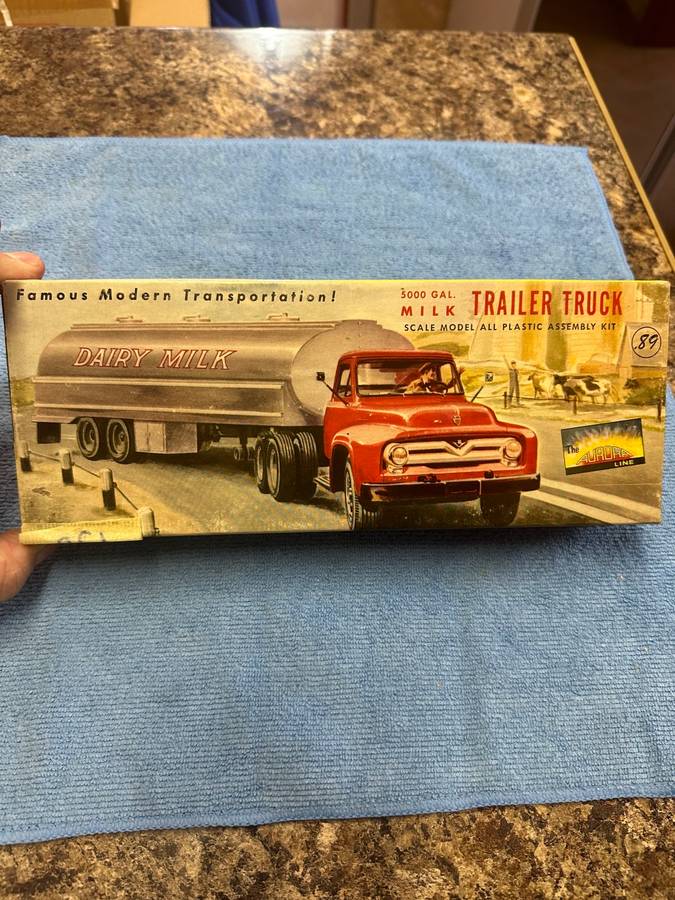 Famous Modern Transportation!
5000 GAL.
MILK TRAILER TRUCK
SCALE MODEL ALL PLASTIC ASSEMBLY KIT
.89
DAIRY MILK
The
AURORA
LINE